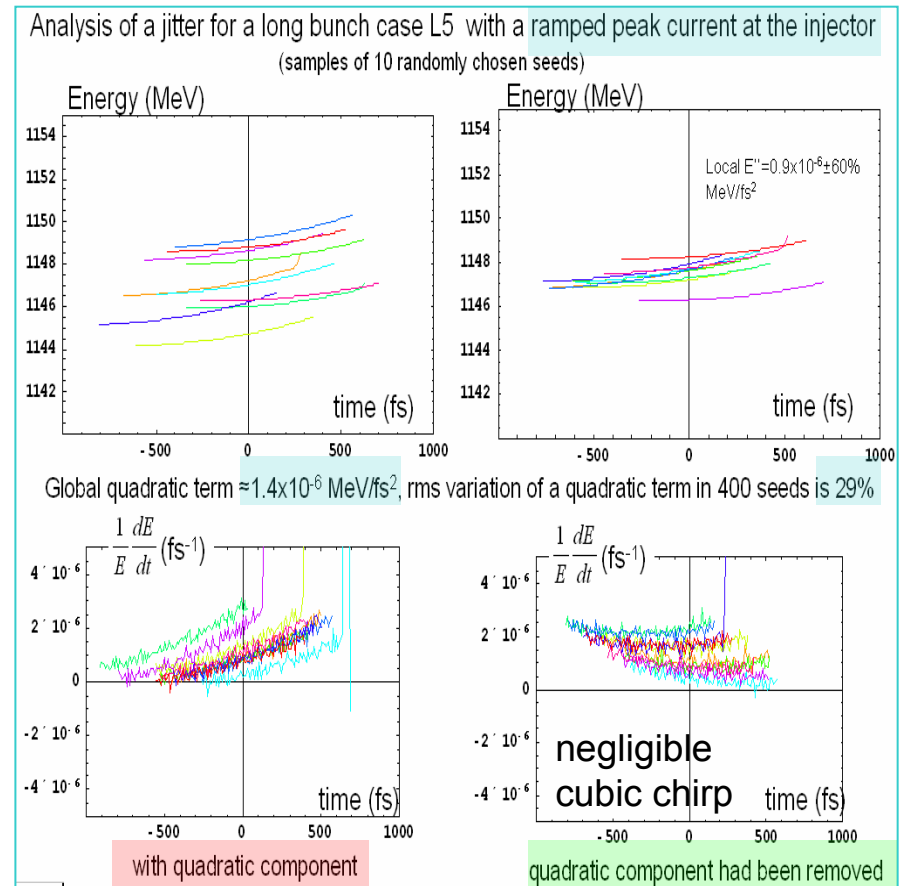 Analysis of a jitter for a long bunch case L5 with a ramped peak current at the injector
(samples of 10 randomly chosen seeds)
Energy (MeV)
1154
1152
1150
1148
1146
1144
1142
time (fs)
-500 0 500 1000
Energy (MeV)
1154
1152
1150
1148
1146
1144
1142
Local E''=0.9x10⁻⁶±60%
MeV/fs²
time (fs)
-500 0 500 1000
Global quadratic term ≈1.4x10⁻⁶ MeV/fs², rms variation of a quadratic term in 400 seeds is 29%
1/E dE/dt (fs⁻¹)
4´ 10⁻⁶
2´ 10⁻⁶
0
-2´ 10⁻⁶
-4´ 10⁻⁶
time (fs)
-500 0 500 1000
with quadratic component
1/E dE/dt (fs⁻¹)
4´ 10⁻⁶
2´ 10⁻⁶
0
-2´ 10⁻⁶
-4´ 10⁻⁶
negligible
cubic chirp
time (fs)
-500 0 500 1000
quadratic component had been removed